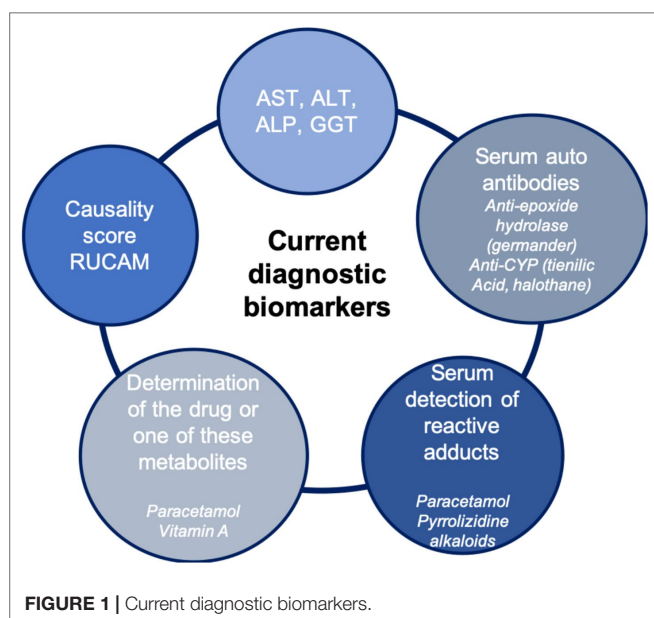 AST, ALT,
ALP, GGT
Serum auto
antibodies
Anti-epoxide
hydrolase
(germander)
Anti-CYP (tienilic
Acid, halothane)
Causality
score
RUCAM
Current
diagnostic
biomarkers
Determination
of the drug or
one of these
metabolites
Paracetamol
Vitamin A
Serum
detection of
reactive
adducts
Paracetamol
Pyrrolizidine
alkaloids
FIGURE 1 | Current diagnostic biomarkers.